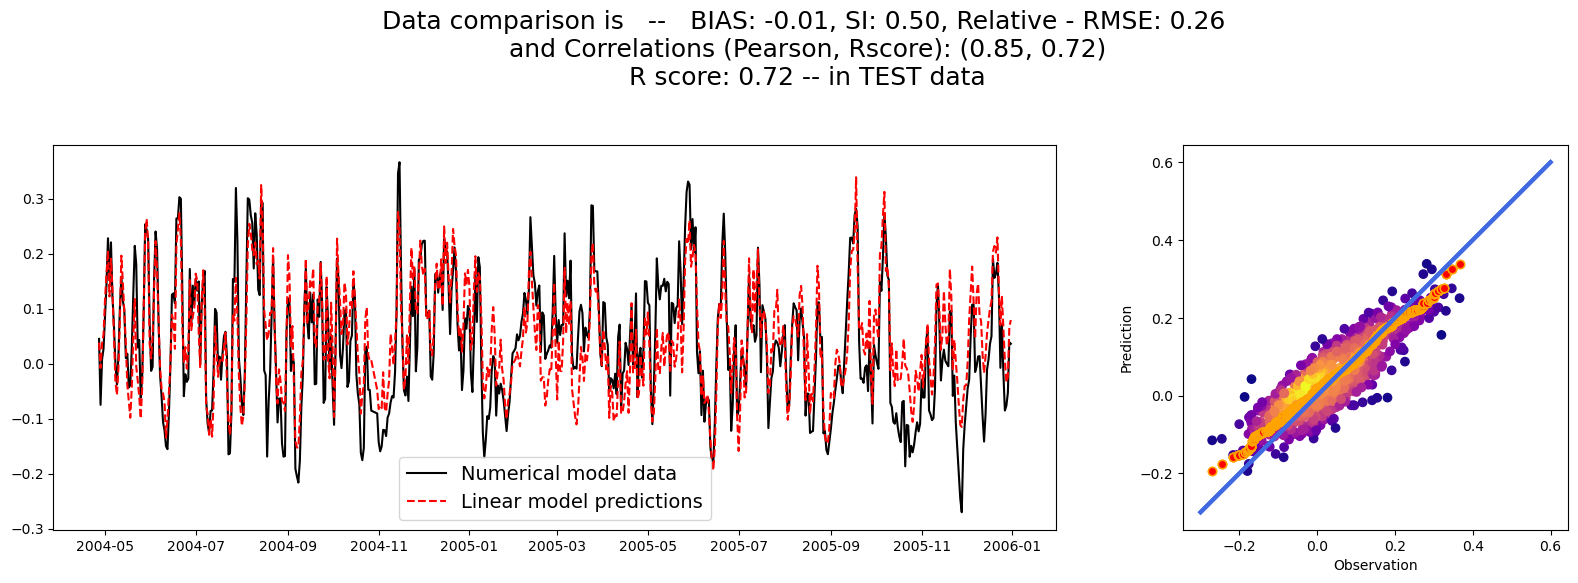 Data comparison is -- BIAS: -0.01, SI: 0.50, Relative - RMSE: 0.26
and Correlations (Pearson, Rscore): (0.85, 0.72)
R score: 0.72 -- in TEST data
0.3
0.2
0.1
0.0
−0.1
−0.2
−0.3
Numerical model data
Linear model predictions
2004-05 2004-07 2004-09 2004-11 2005-01 2005-03 2005-05 2005-07 2005-09 2005-11 2006-01
Prediction
0.6
0.4
0.2
0.0
−0.2
−0.2 0.0 0.2 0.4 0.6
Observation